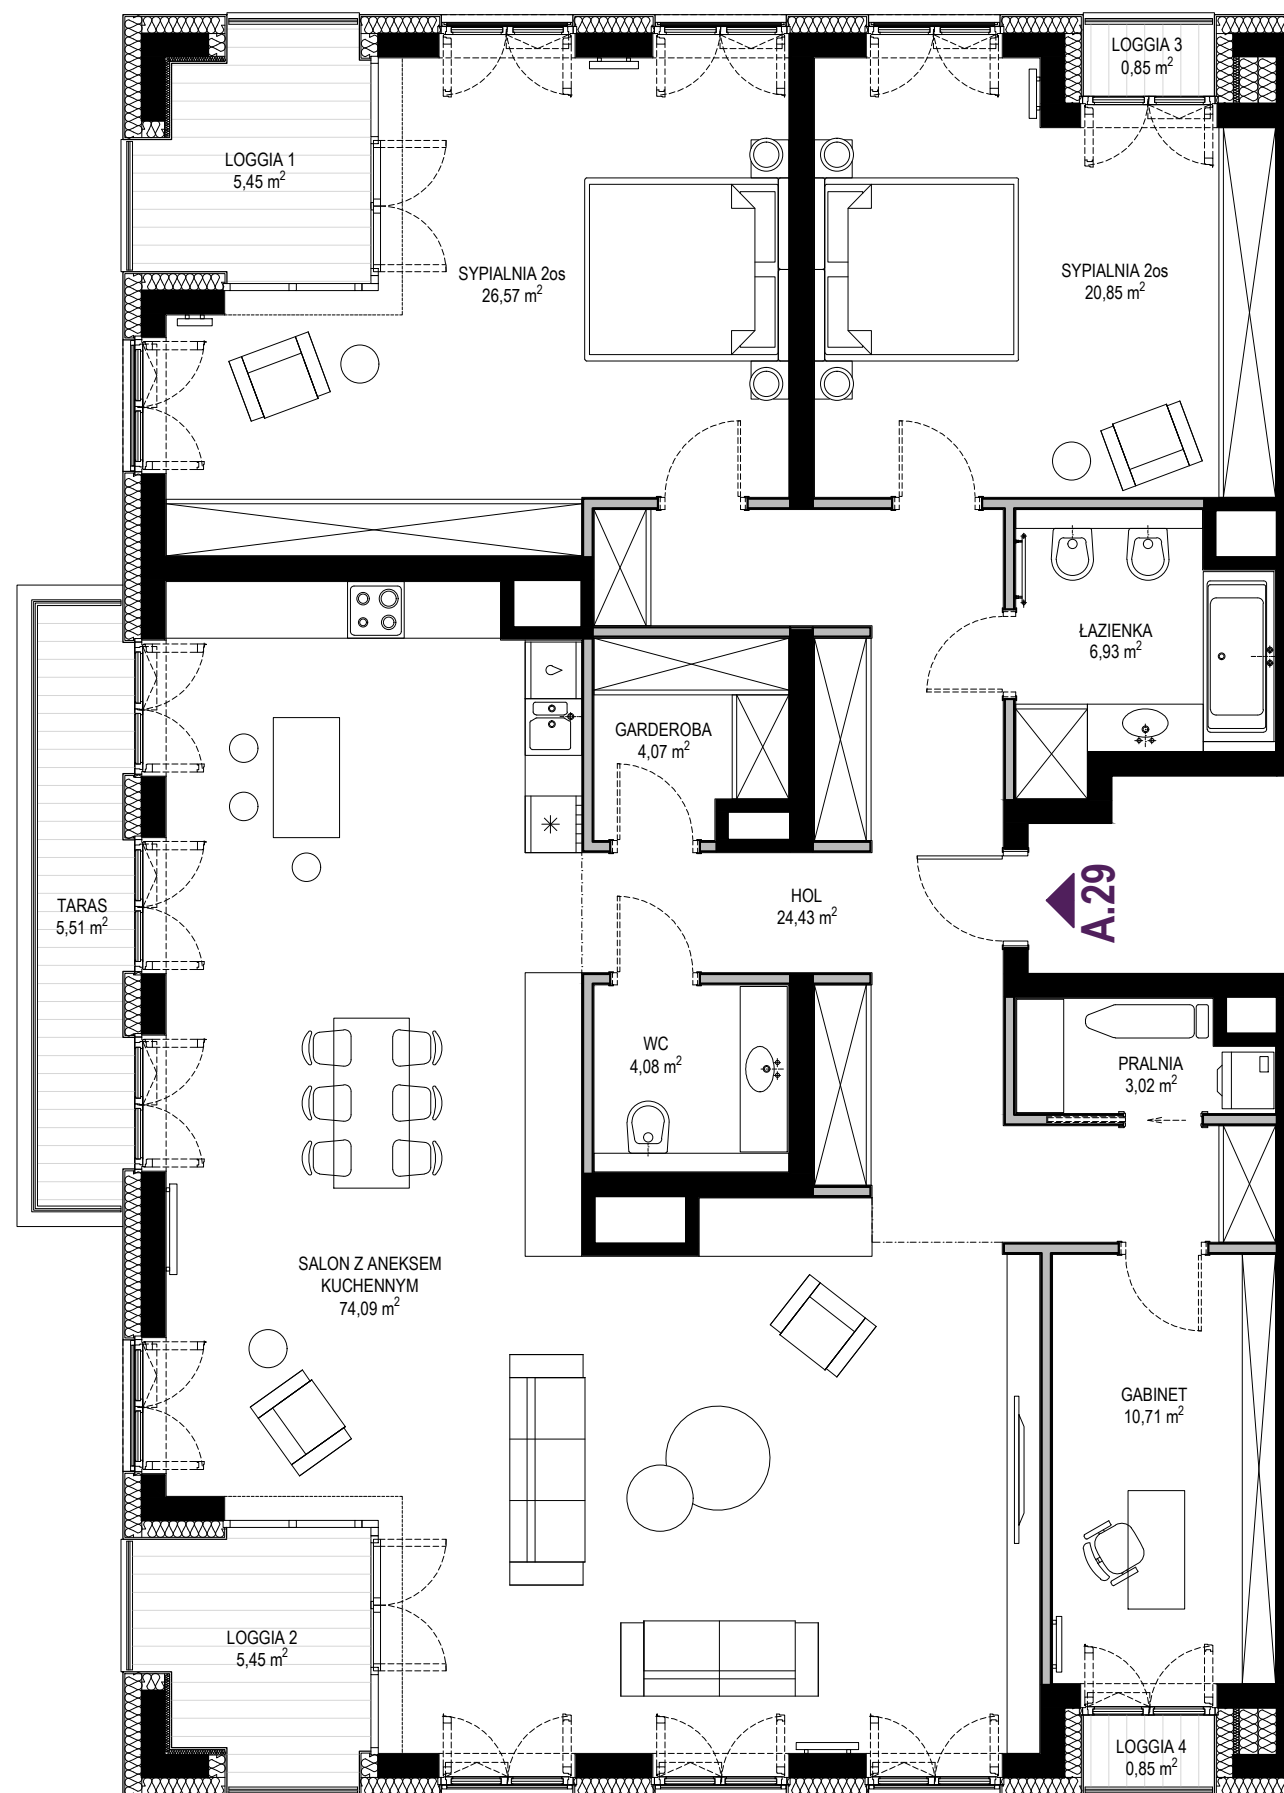 LOGGIA 3
0,85 m²
LOGGIA 1
5,45 m²
SYPIALNIA 2os
26,57 m²
SYPIALNIA 2os
20,85 m²
ŁAZIENKA
6,93 m²
GARDEROBA
4,07 m²
TARAS
5,51 m²
HOL
24,43 m²
A.29
WC
4,08 m²
PRALNIA
3,02 m²
SALON Z ANEKSEM
KUCHENNYM
74,09 m²
GABINET
10,71 m²
LOGGIA 2
5,45 m²
LOGGIA 4
0,85 m²